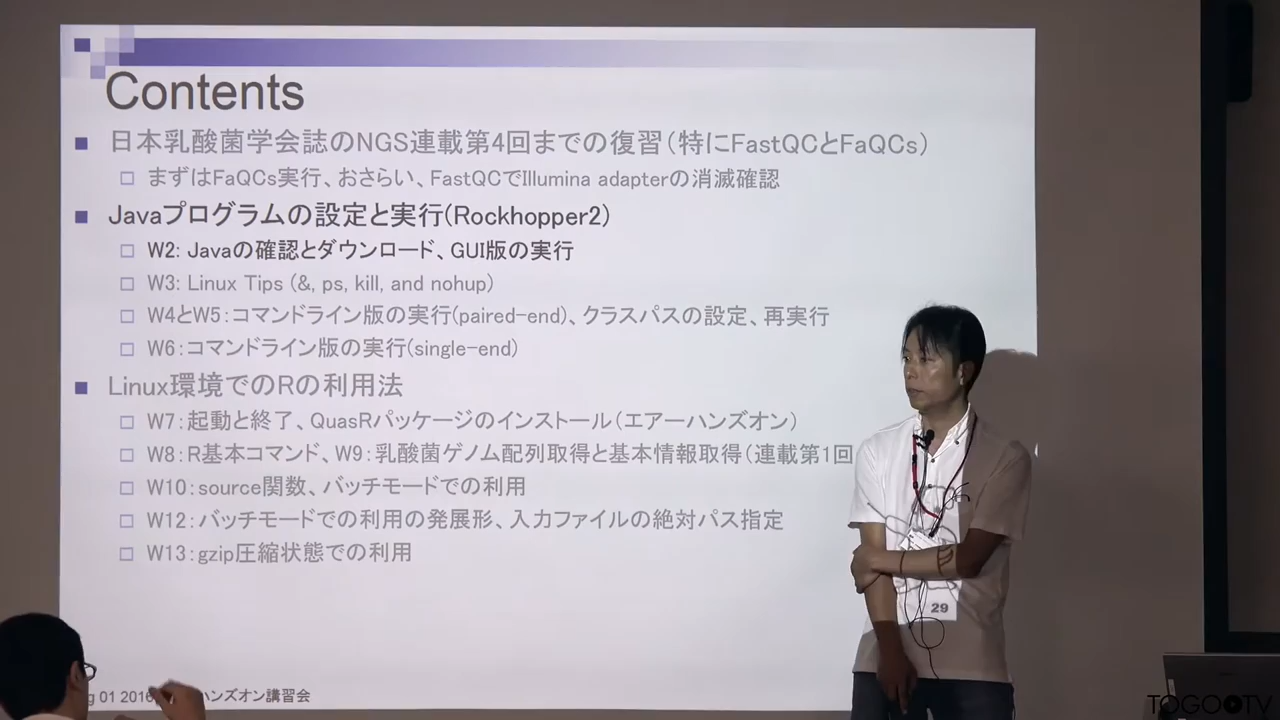 Contents
日本乳酸菌学会誌のNGS連載第4回までの復習(特にFastQCとFaQCs)
まずはFaQCs実行、おさらい、FastQCでIllumina adapterの消滅確認
Javaプログラムの設定と実行(Rockhopper2)
W2: Javaの確認とダウンロード、GUI版の実行
W3: Linux Tips (&, ps, kill, and nohup)
W4とW5:コマンドライン版の実行(paired-end)、クラスパスの設定、再実行
W6:コマンドライン版の実行(single-end)
Linux環境でのRの利用法
W7:起動と終了、QuasRパッケージのインストール(エアーハンズオン)
W8:R基本コマンド、W9:乳酸菌ゲノム配列取得と基本情報取得(連載第1回
W10:source関数、バッチモードでの利用
W12:バッチモードでの利用の発展形、入力ファイルの絶対パス指定
W13:gzip圧縮状態での利用
29
g 01 2016
ハンズオン講習会
TOGOTV